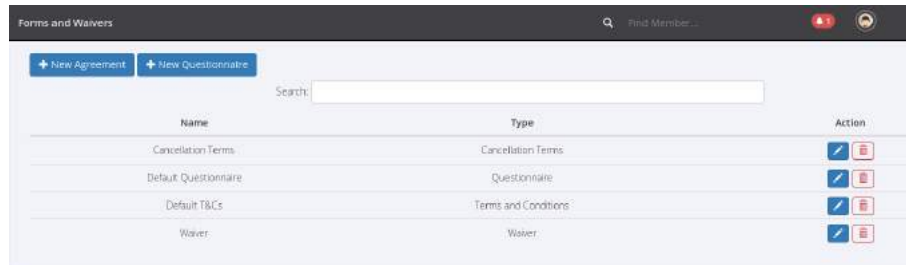 Forms and Waivers Find Member... 1
+ New Agreement + New Questionnaire
Search:
Name Type Action
Cancellation Terms Cancellation Terms
Default Questionnaire Questionnaire
Default T&Cs Terms and Conditions
Waiver Waiver